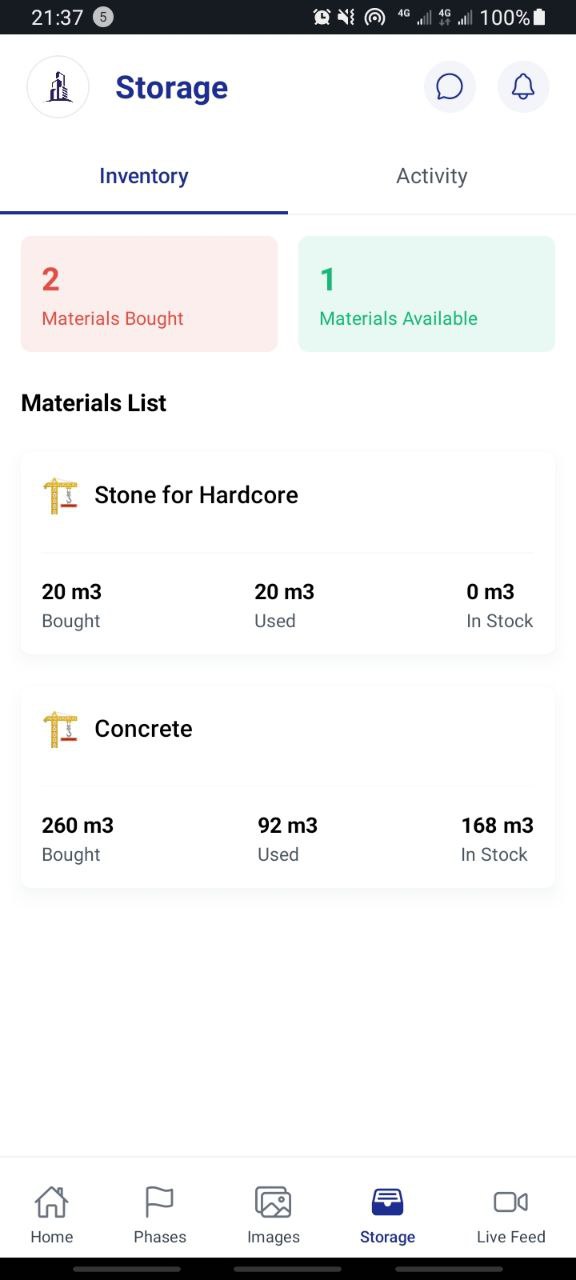 21:37 5 4G 4G 100%
Storage
Inventory Activity
2 1
Materials Bought Materials Available
Materials List
Stone for Hardcore
20 m3 20 m3 0 m3
Bought Used In Stock
Concrete
260 m3 92 m3 168 m3
Bought Used In Stock
Home Phases Images Storage Live Feed